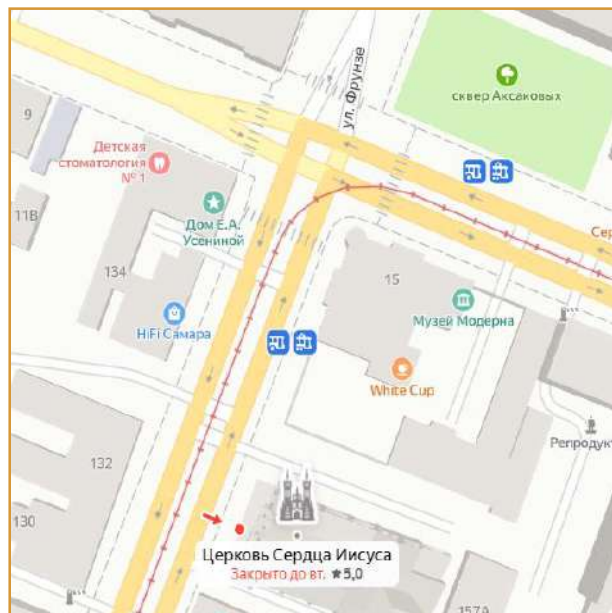 ул. Фрунзе
сквер Аксаковых
9
Детская
стоматология
№ 1
11В
Дом Е.А.
Усениной
134
15
Музей Модерна
HiFi Самара
White Cup
132
130
Церковь Сердца Иисуса
Закрыто до вт. ★5,0
157А